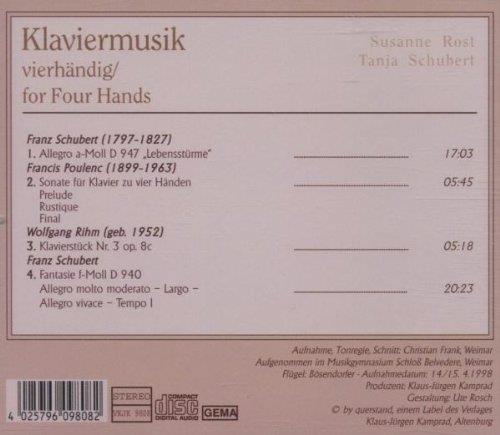 Klaviermusik
vierhändig/
for Four Hands
Susanne Rost
Tanja Schubert
Franz Schubert (1797-1827)
1. Allegro a-Moll D 947 „Lebensstürme“ 17:03
Francis Poulenc (1899-1963)
2. Sonate für Klavier zu vier Händen 05:45
Prelude
Rustique
Final
Wolfgang Rihm (geb. 1952)
3. Klavierstück Nr. 3 op. 8c 05:18
Franz Schubert
4. Fantasie f-Moll D 940
Allegro molto moderato – Largo – 20:23
Allegro vivace – Tempo I
Aufnahme, Tonregie, Schnitt: Christian Frank, Weimar
Aufgenommen im Musikgymnasium Schloß Belvedere, Weimar
Flügel: Bösendorfer - Aufnahmedatum: 14/15. 4.1998
Produzent: Klaus-Jürgen Kamprad
Gestaltung: Ute Rosch
© by querstand, einem Label des Verlages
Klaus-Jürgen Kamprad, Altenburg
4 025796 098082
STEREO
VKJK 9808
COMPACT
disc
DIGITAL AUDIO
GEMA